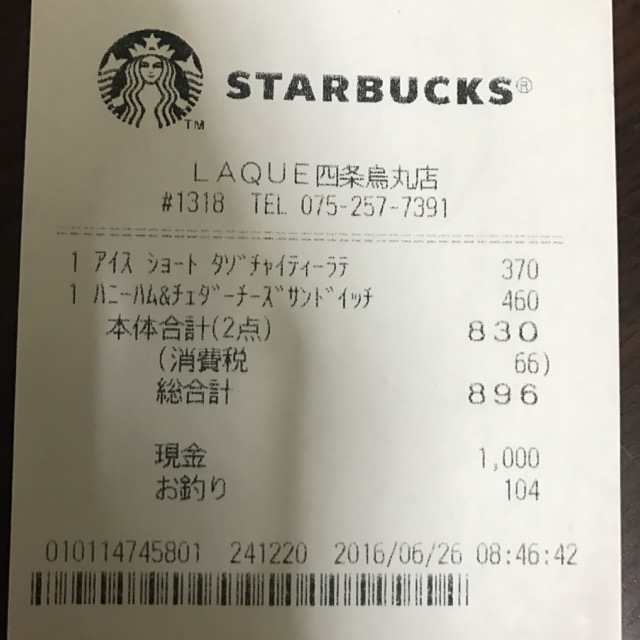 STARBUCKS®
TM
LAQUE四条烏丸店
#1318 TEL 075-257-7391
1 アイス ショート タゾチャイティーラテ 370
1 ハニーハム&チェダーチーズサンドイッチ 460
本体合計(2点) 830
(消費税 66)
総合計 896
現金 1,000
お釣り 104
010114745801 241220 2016/06/26 08:46:42